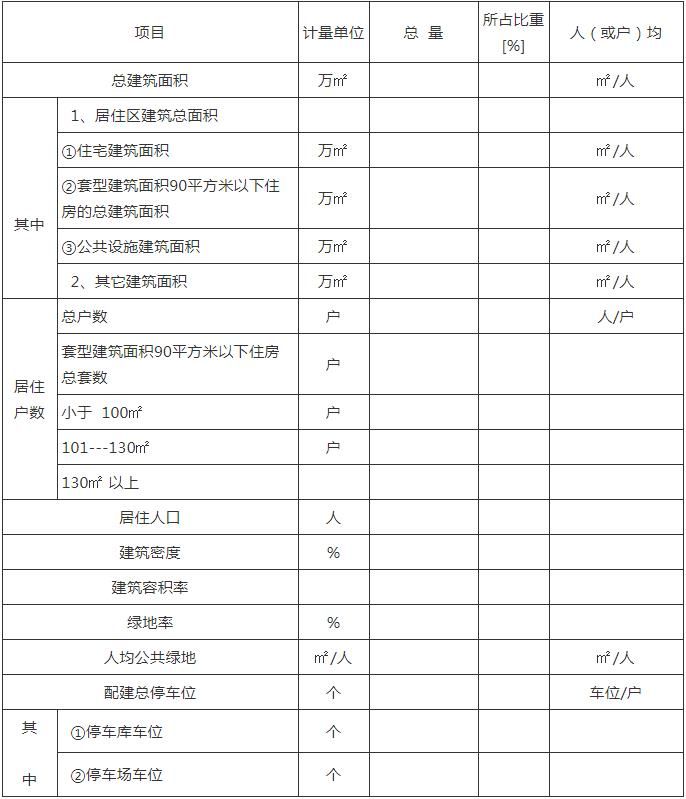 项目 计量单位 总 量 所占比重[%] 人（或户）均
总建筑面积 万㎡ ㎡/人
其中
1、居住区建筑总面积
①住宅建筑面积 万㎡ ㎡/人
②套型建筑面积90平方米以下住
房的总建筑面积 万㎡ ㎡/人
③公共设施建筑面积 万㎡ ㎡/人
2、其它建筑面积 万㎡ ㎡/人
居住
户数
总户数 户 人/户
套型建筑面积90平方米以下住房
总套数 户
小于 100㎡ 户
101---130㎡ 户
130㎡ 以上
居住人口 人
建筑密度 %
建筑容积率
绿地率 %
人均公共绿地 ㎡/人 ㎡/人
配建总停车位 个 车位/户
其
中
①停车库车位 个
②停车场车位 个